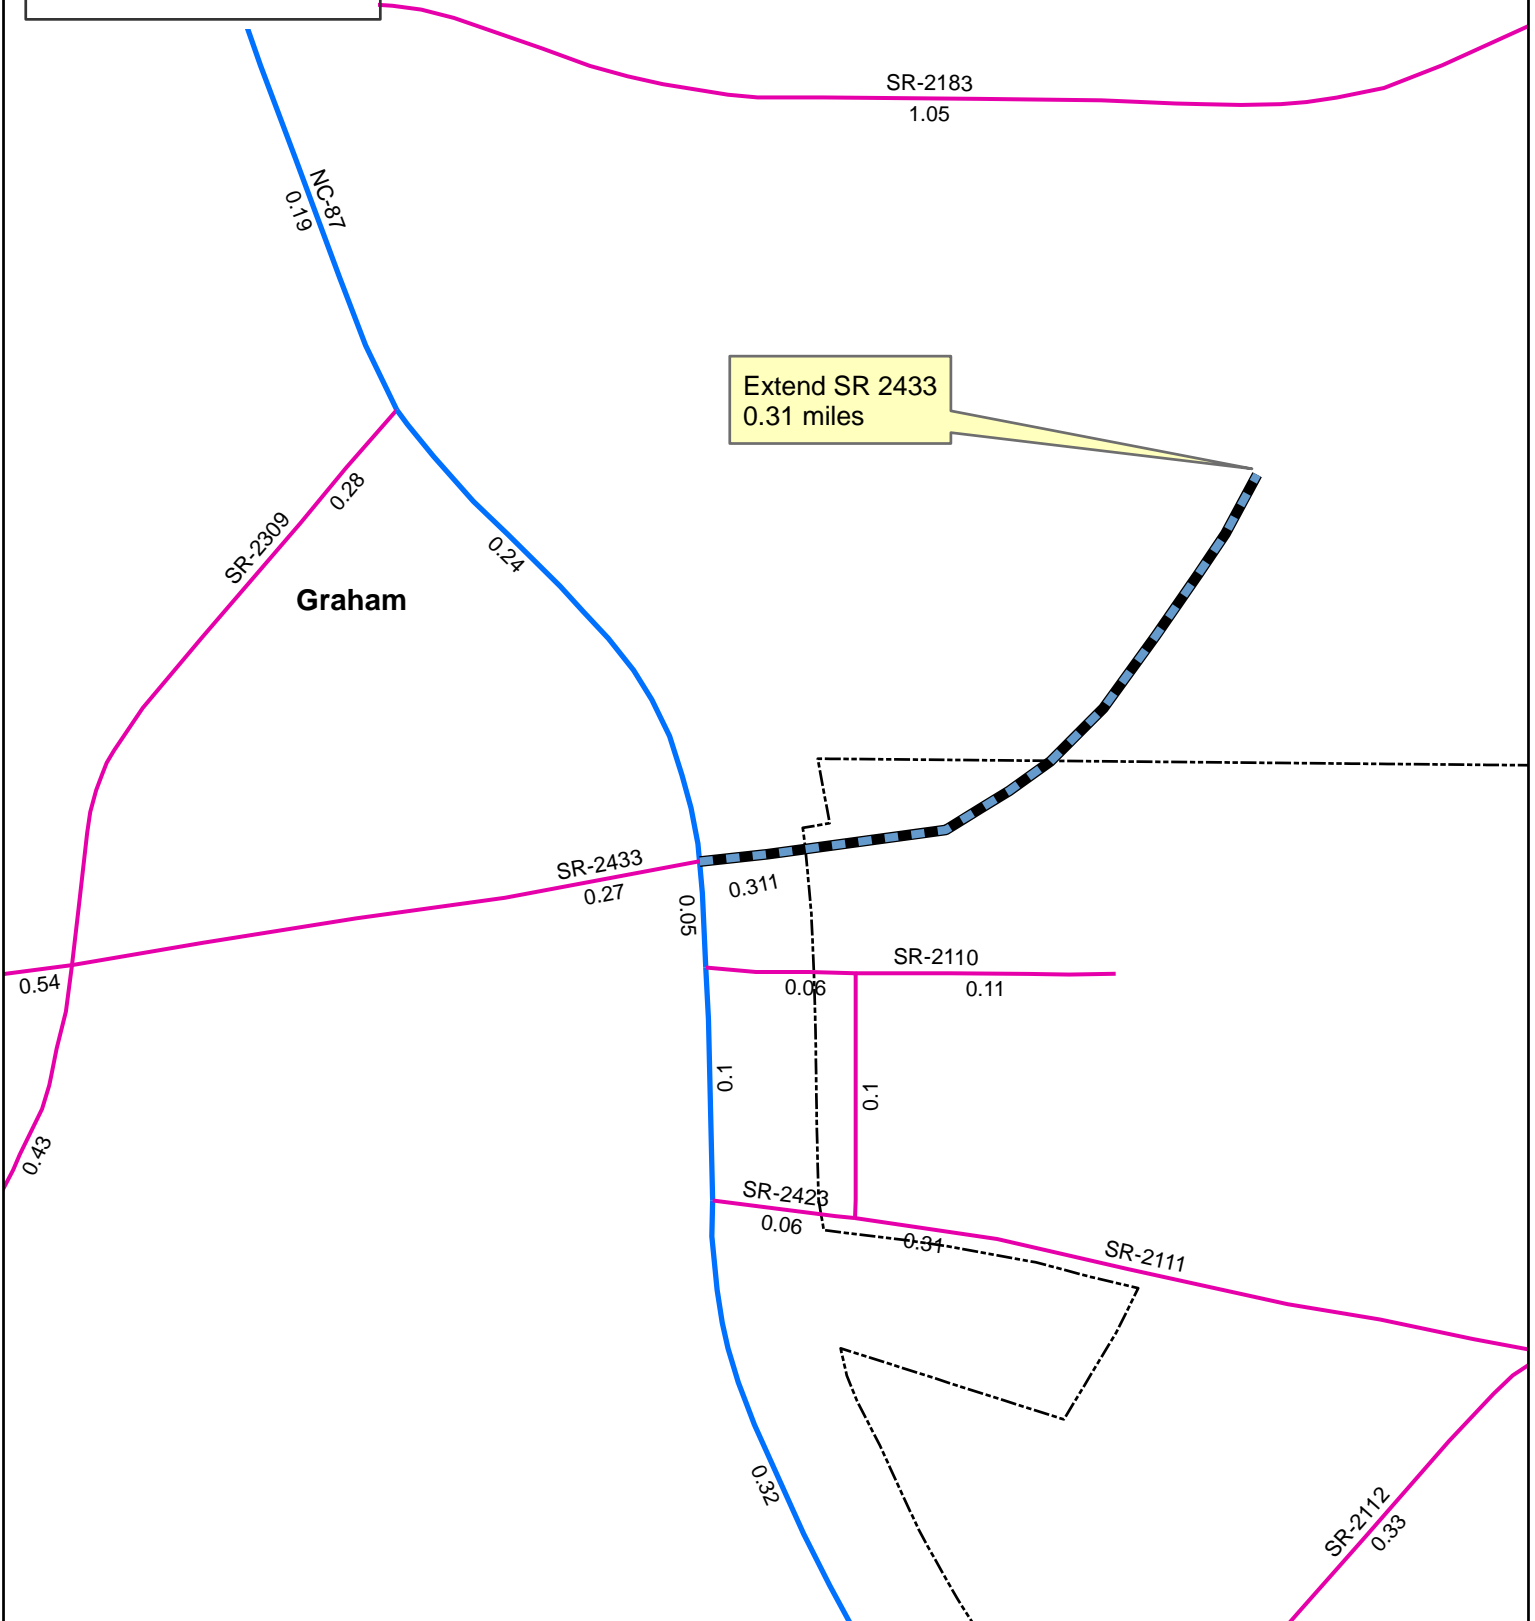 SR-2183
1.05
NC-87
0.19
Extend SR 2433
0.31 miles
0.28
SR-2309
0.24
Graham
SR-2433
0.27
0.311
0.05
SR-2110
0.54
0.06
0.11
0.1
0.1
0.43
SR-2423
0.06
0.31
SR-2111
0.32
SR-2112
0.33